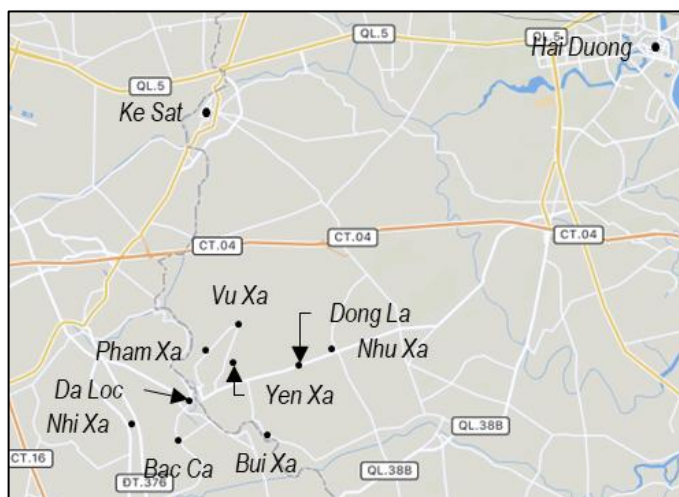 QL.5
QL.5
Hai Duong
QL.5
Ke Sat
CT.04
CT.04
CT.04
Vu Xa
Dong La
Pham Xa
Nhu Xa
Da Loc
Yen Xa
Nhi Xa
QL.38B
Bac Ca
Bui Xa
CT.16
QL.38B
ĐT.376